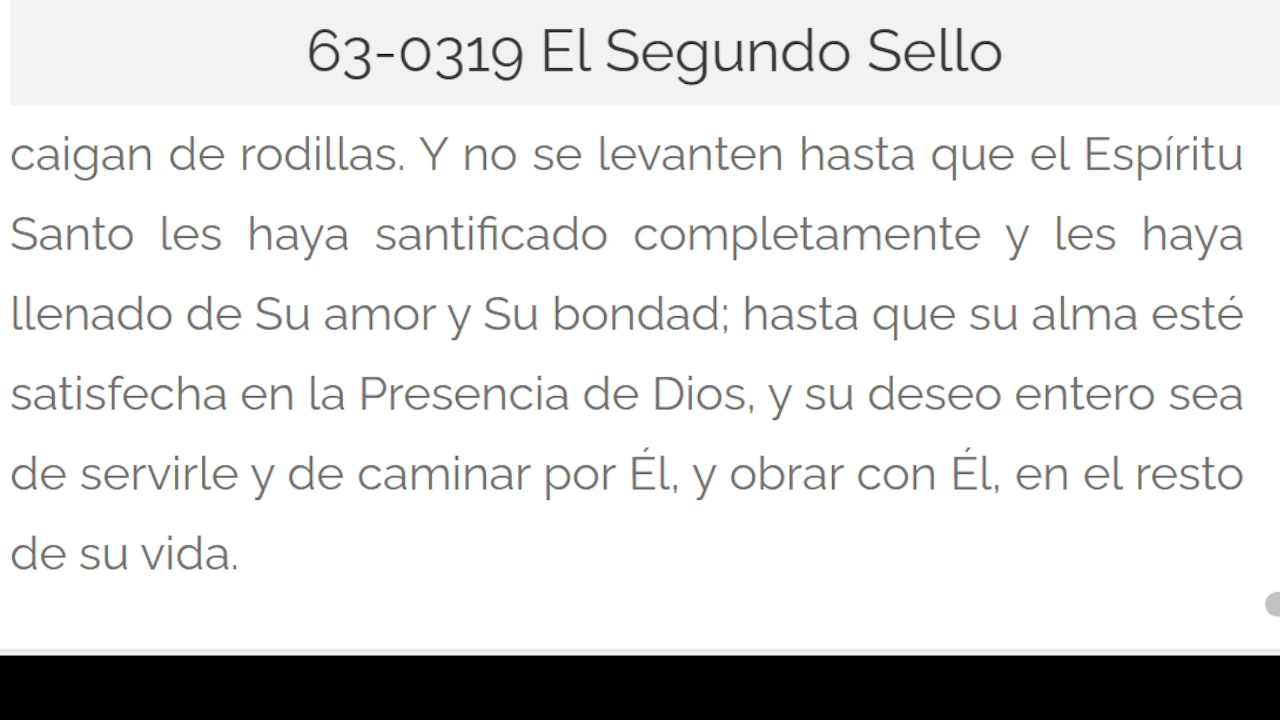 63-0319 El Segundo Sello
caigan de rodillas. Y no se levanten hasta que el Espíritu
Santo les haya santificado completamente y les haya
llenado de Su amor y Su bondad; hasta que su alma esté
satisfecha en la Presencia de Dios, y su deseo entero sea
de servirle y de caminar por Él, y obrar con Él, en el resto
de su vida.